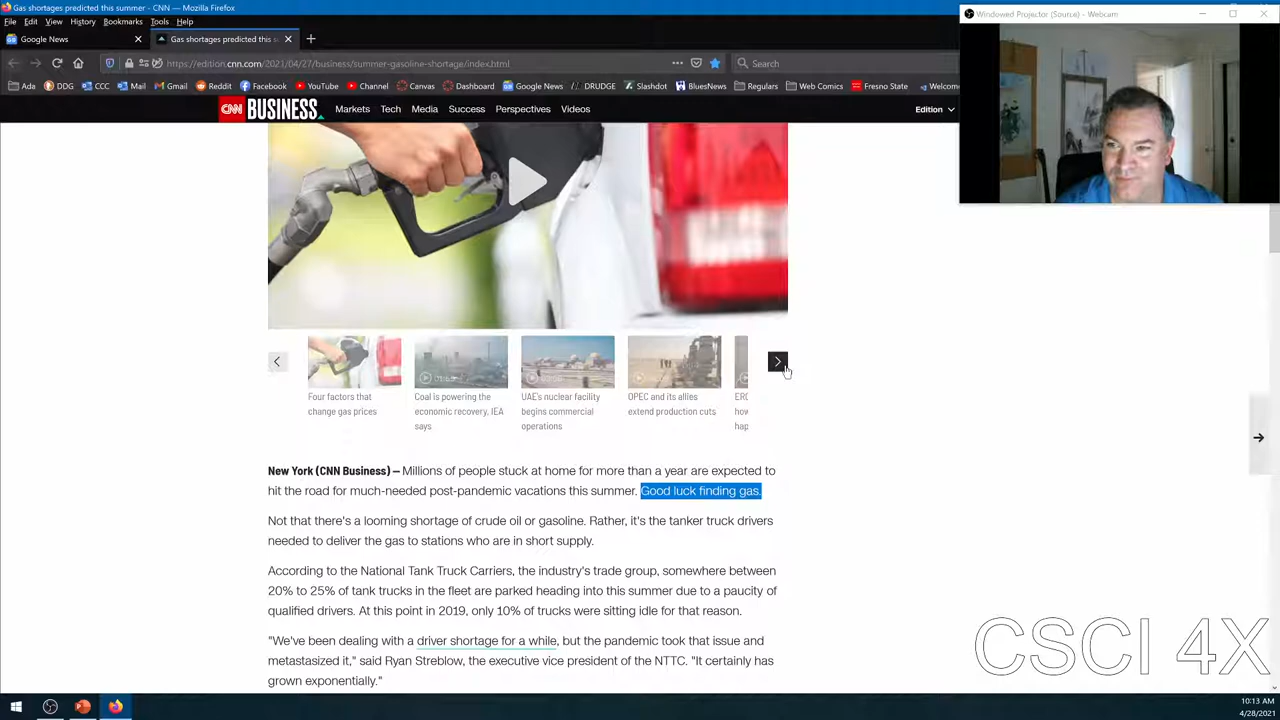 Gas shortages predicted this summer - CNN — Mozilla Firefox
File Edit View History Bookmarks Tools Help
Windowed Projector (Source) - Webcam
Google News
Gas shortages predicted this su
https://edition.cnn.com/2021/04/27/business/summer-gasoline-shortage/index.html
Search
Ada DDG CCC Mail Gmail Reddit Facebook YouTube Channel Canvas Dashboard Google News DRUDGE Slashdot BluesNews Regulars Web Comics Fresno State Welcome
CNN BUSINESS Markets Tech Media Success Perspectives Videos Edition
Four factors that
change gas prices
Coal is powering the
economic recovery, IEA
says
UAE's nuclear facility
begins commercial
operations
OPEC and its allies
extend production cuts
ERC
how
hap
New York (CNN Business) — Millions of people stuck at home for more than a year are expected to
hit the road for much-needed post-pandemic vacations this summer. Good luck finding gas.
Not that there's a looming shortage of crude oil or gasoline. Rather, it's the tanker truck drivers
needed to deliver the gas to stations who are in short supply.
According to the National Tank Truck Carriers, the industry's trade group, somewhere between
20% to 25% of tank trucks in the fleet are parked heading into this summer due to a paucity of
qualified drivers. At this point in 2019, only 10% of trucks were sitting idle for that reason.
"We've been dealing with a driver shortage for a while, but the pandemic took that issue and
metastasized it," said Ryan Streblow, the executive vice president of the NTTC. "It certainly has
grown exponentially."
CSCI 4X
10:13 AM
4/28/2021